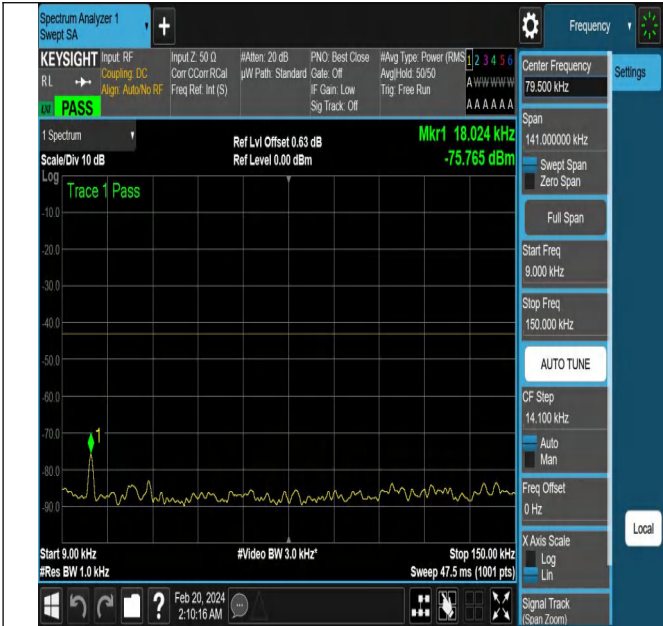 Spectrum Analyzer 1
Swept SA
Frequency
KEYSIGHT
RL
LXI
PASS
Input: RF
Coupling: DC
Align: Auto/No RF
Input Z: 50 Ω
Corr CCorr RCal
Freq Ref: Int (S)
#Atten: 20 dB
µW Path: Standard
PNO: Best Close
Gate: Off
IF Gain: Low
Sig Track: Off
#Avg Type: Power (RMS
Avg|Hold: 50/50
Trig: Free Run
1 2 3 4 5 6
A W W W W W
A A A A A A
1 Spectrum
Scale/Div 10 dB
Ref Lvl Offset 0.63 dB
Ref Level 0.00 dBm
Mkr1 18.024 kHz
-75.765 dBm
Log
Trace 1 Pass
-10.0
-20.0
-30.0
-40.0
-50.0
-60.0
-70.0
-80.0
-90.0
1
Start 9.00 kHz
#Res BW 1.0 kHz
#Video BW 3.0 kHz*
Stop 150.00 kHz
Sweep 47.5 ms (1001 pts)
?
Feb 20, 2024
2:10:16 AM
Center Frequency
79.500 kHz
Settings
Span
141.000000 kHz
Swept Span
Zero Span
Full Span
Start Freq
9.000 kHz
Stop Freq
150.000 kHz
AUTO TUNE
CF Step
14.100 kHz
Auto
Man
Freq Offset
0 Hz
X Axis Scale
Log
Lin
Local
Signal Track
(Span Zoom)